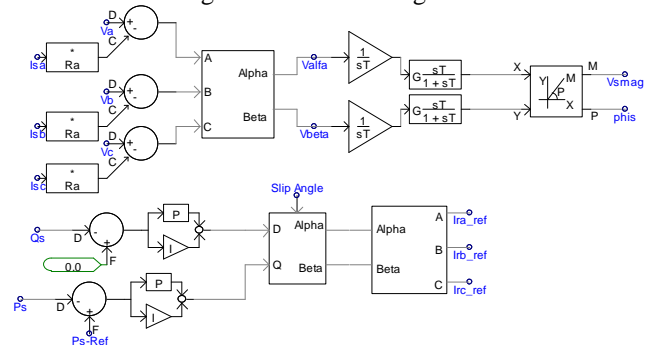 D
Va
+
-
C
Isa
*
Ra
D
Vb
+
-
C
Isb
*
Ra
D
Vc
+
-
C
Isc
*
Ra
A
B
C
Alpha
Beta
Valfa
Vbeta
1
sT
1
sT
G sT
1 + sT
G sT
1 + sT
X
Y
Y M
P
X
M
P
Vsmag
phis
Slip Angle
Qs
D
-
+
F
0.0
P
I
D
Q
Alpha
Beta
Alpha
Beta
A
B
C
Ira_ref
Irb_ref
Irc_ref
Ps
D
-
+
F
Ps-Ref
P
I